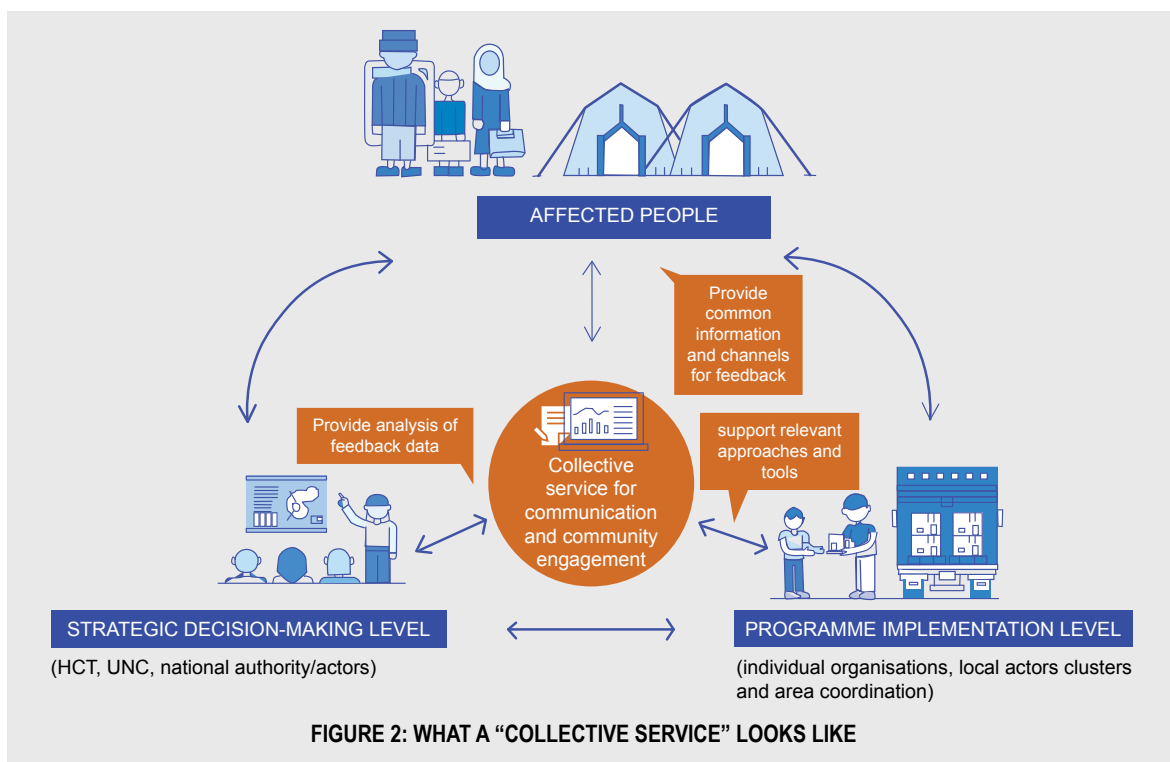 AFFECTED PEOPLE
Provide
common
information
and channels
for feedback
Provide analysis of
feedback data
support relevant
approaches and
tools
Collective
service for
communication
and community
engagement
STRATEGIC DECISION-MAKING LEVEL
(HCT, UNC, national authority/actors)
PROGRAMME IMPLEMENTATION LEVEL
(individual organisations, local actors clusters
and area coordination)
FIGURE 2: WHAT A “COLLECTIVE SERVICE” LOOKS LIKE